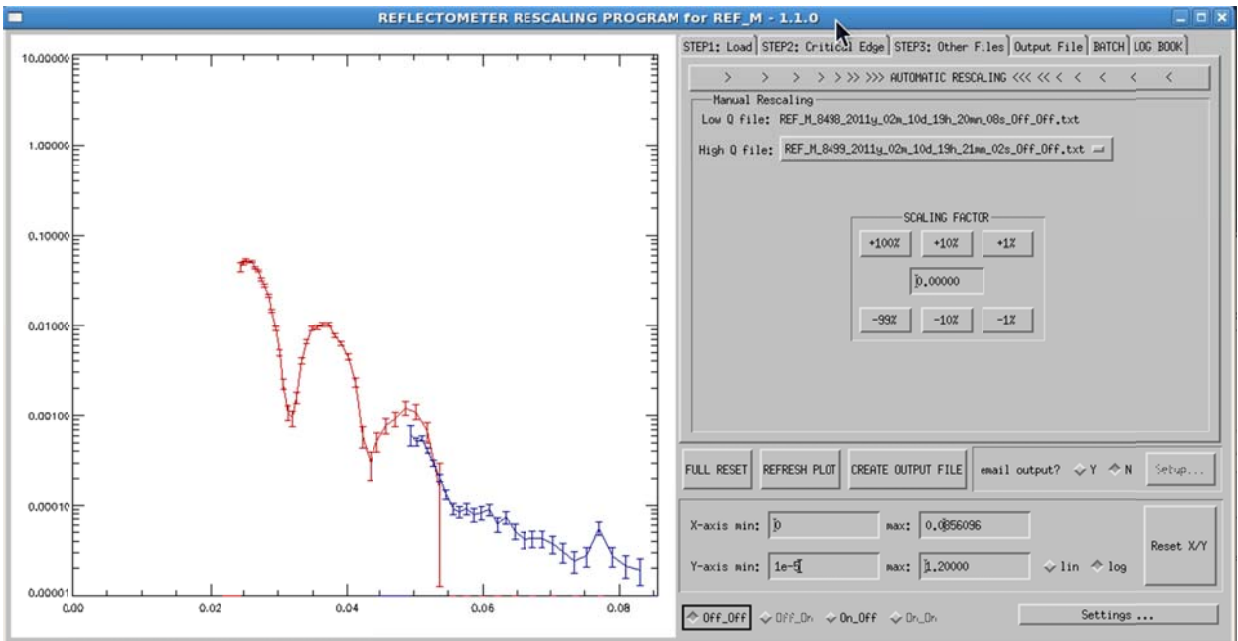 REFLECTOMETER RESCALING PROGRAM for REF_M - 1.1.0
STEP1: Load STEP2: Critical Edge STEP3: Other Files Output File BATCH LOG BOOK
> > > > > >> >>> AUTOMATIC RESCALING <<< << < < < < <
Manual Rescaling
Low Q file: REF_M_8498_2011y_02m_10d_19h_20mn_08s_Off_Off.txt
High Q file: REF_M_8499_2011y_02m_10d_19h_21mn_02s_Off_Off.txt
SCALING FACTOR
+100% +10% +1%
0.00000
-99% -10% -1%
FULL RESET REFRESH PLOT CREATE OUTPUT FILE email output? Y N Setup...
X-axis min: 0 max: 0.0856096
Y-axis min: 1e-5 max: 1.20000 lin log
Reset X/Y
Off_Off Off_On On_Off On_On Settings ...
10.00000
1.00000
0.10000
0.01000
0.00100
0.00010
0.00001
0.00 0.02 0.04 0.06 0.08